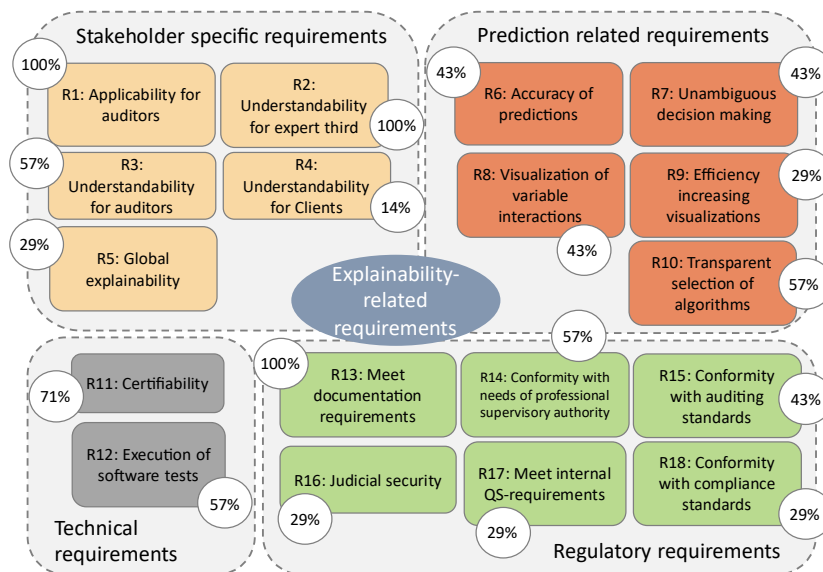 Stakeholder specific requirements
100%
R1: Applicability for
auditors
R2:
Understandability
for expert third
100%
57%
R3:
Understandability
for auditors
R4:
Understandability
for Clients
14%
29%
R5: Global
explainability
Prediction related requirements
43%
R6: Accuracy of
predictions
43%
R7: Unambiguous
decision making
R8: Visualization of
variable
interactions
43%
R9: Efficiency
increasing
visualizations
29%
R10: Transparent
selection of
algorithms
57%
Explainability-
related
requirements
71%
R11: Certifiability
R12: Execution of
software tests
57%
Technical
requirements
100%
R13: Meet
documentation
requirements
57%
R14: Conformity with
needs of professional
supervisory authority
R15: Conformity
with auditing
standards
43%
R16: Judicial security
29%
R17: Meet internal
QS-requirements
29%
R18: Conformity
with compliance
standards
29%
Regulatory requirements